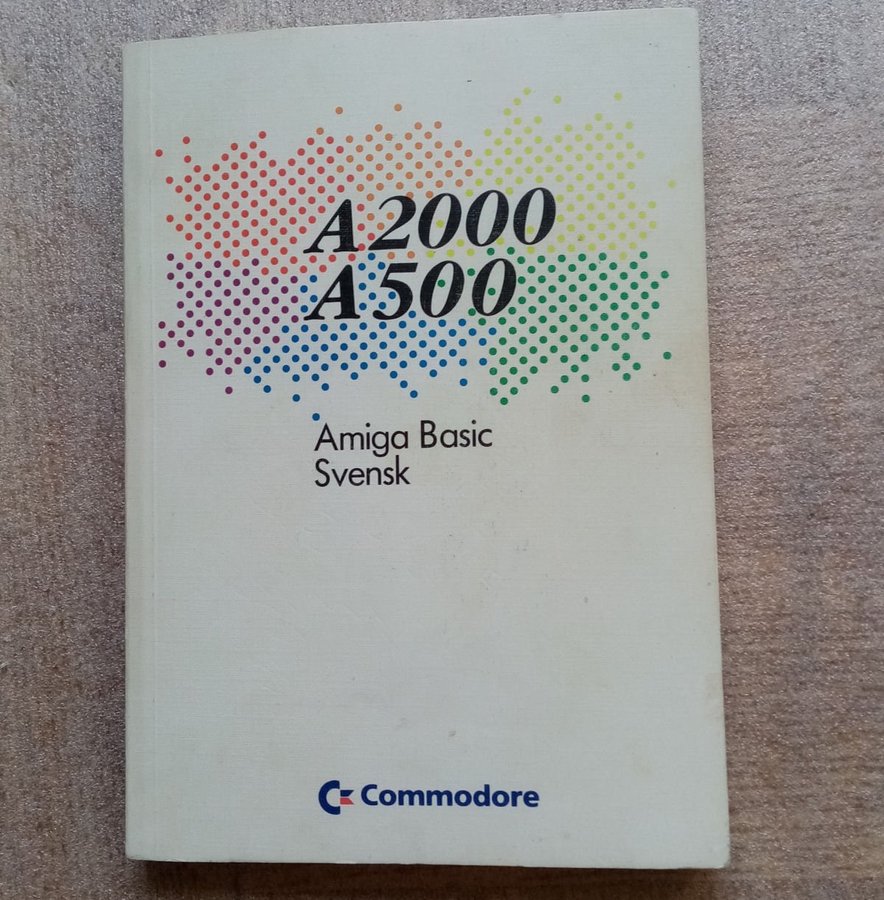 A2000
A500
Amiga Basic
Svensk
Commodore